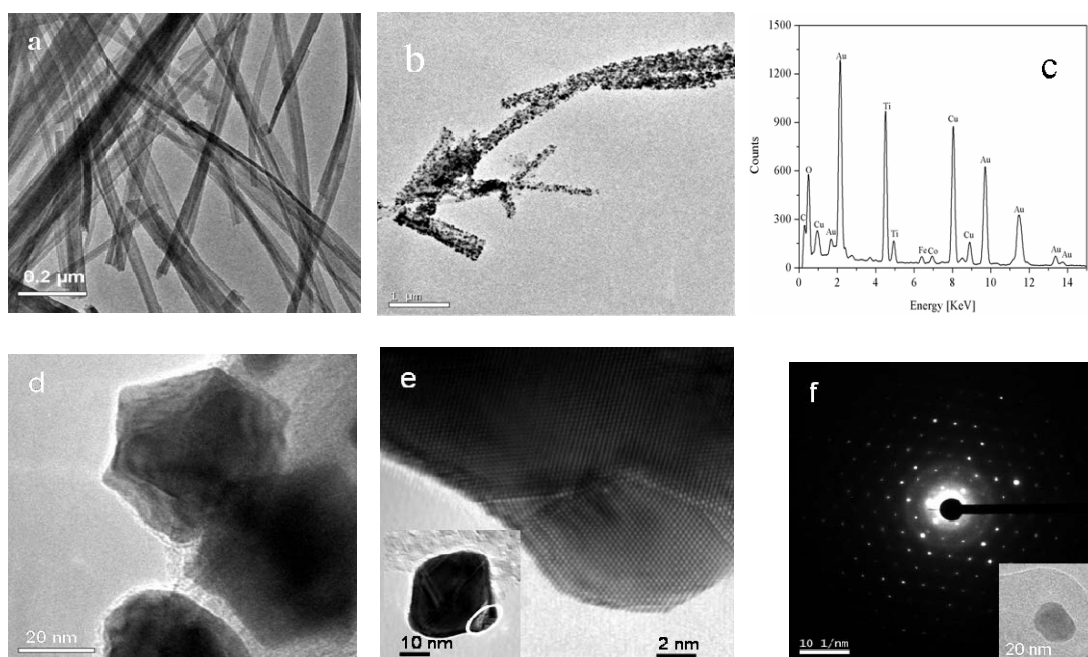 a
0.2 µm
b
1 µm
c
1500
1200
900
600
300
0
Counts
C
O
Cu
Au
Au
Ti
Ti
Fe
Co
Cu
Cu
Au
Au
Au
Au
0 2 4 6 8 10 12 14
Energy [KeV]
d
20 nm
e
10 nm
2 nm
f
10 1/nm
20 nm